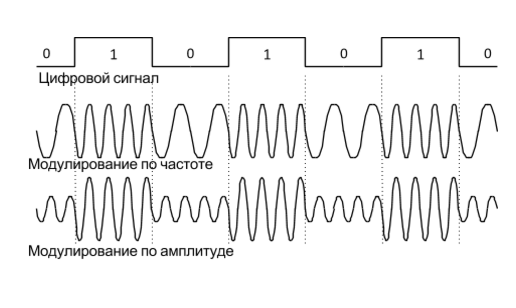 0 1 0 1 0 1 0
Цифровой сигнал
Модулирование по частоте
Модулирование по амплитуде